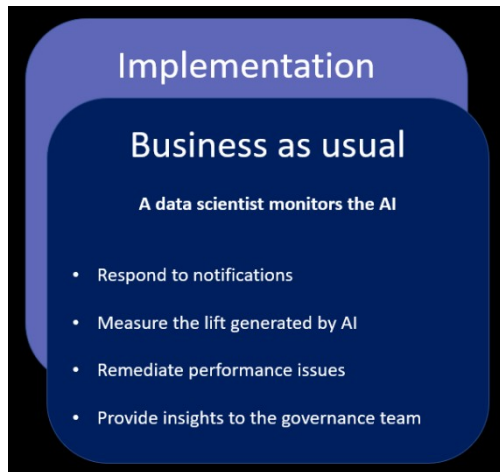 Implementation
Business as usual
A data scientist monitors the AI
• Respond to notifications
• Measure the lift generated by AI
• Remediate performance issues
• Provide insights to the governance team